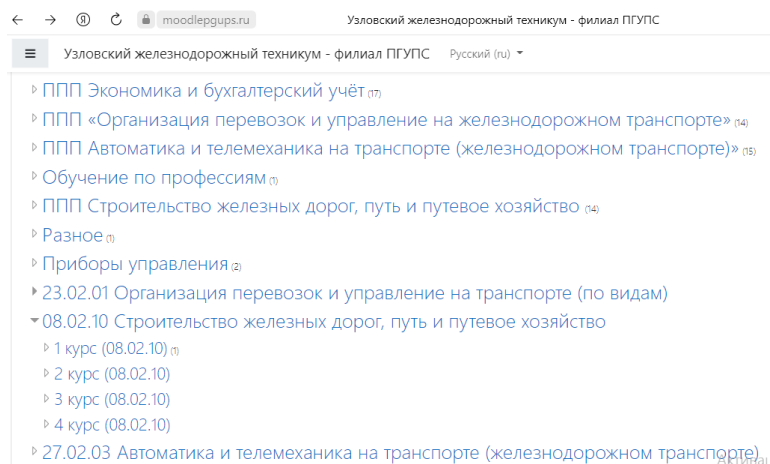 moodlepgups.ru Узловский железнодорожный техникум - филиал ПГУПС
Узловский железнодорожный техникум - филиал ПГУПС Русский (ru)
ППП Экономика и бухгалтерский учёт (17)
ППП «Организация перевозок и управление на железнодорожном транспорте» (14)
ППП Автоматика и телемеханика на транспорте (железнодорожном транспорте)» (15)
Обучение по профессиям (1)
ППП Строительство железных дорог, путь и путевое хозяйство (14)
Разное (1)
Приборы управления (2)
23.02.01 Организация перевозок и управление на транспорте (по видам)
08.02.10 Строительство железных дорог, путь и путевое хозяйство
1 курс (08.02.10) (1)
2 курс (08.02.10)
3 курс (08.02.10)
4 курс (08.02.10)
27.02.03 Автоматика и телемеханика на транспорте (железнодорожном транспорте)